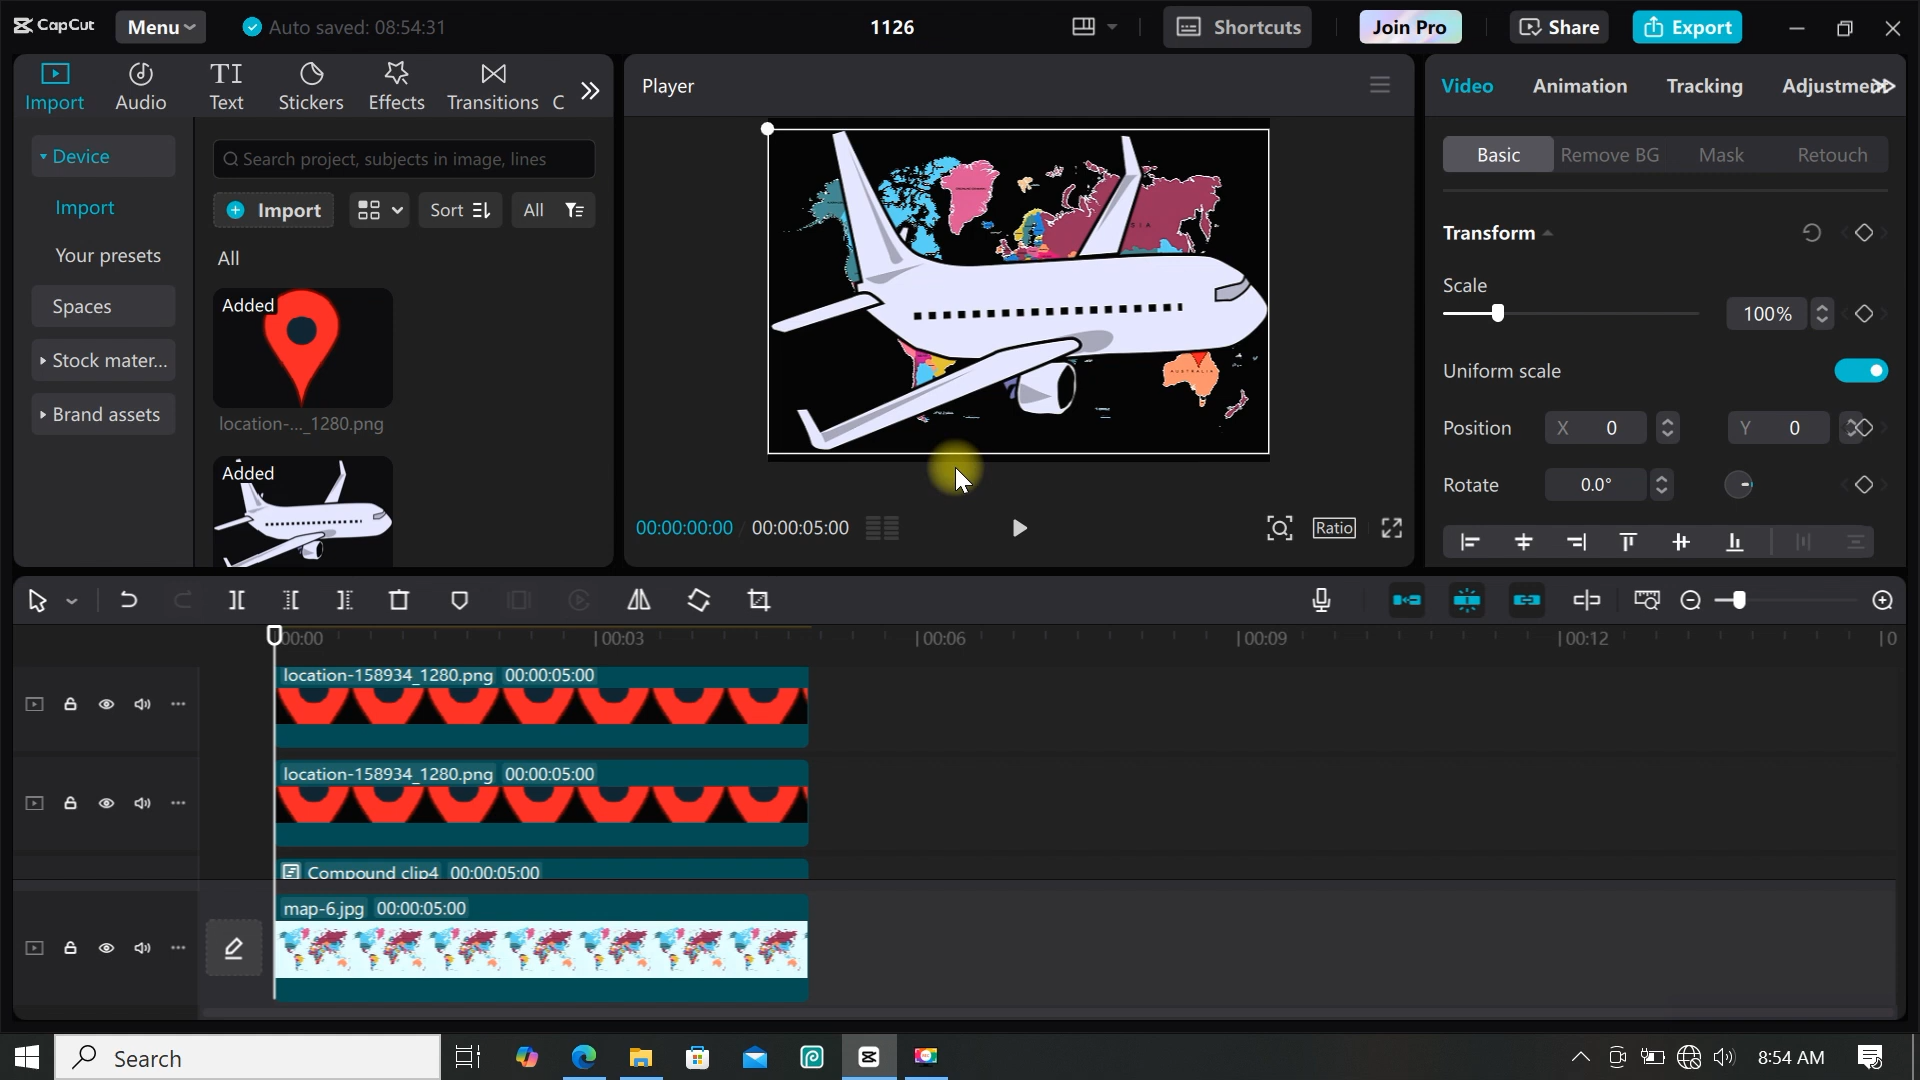 CapCut Menu Auto saved: 08:54:31 1126 Shortcuts Join Pro Share Export
Import Audio Text Stickers Effects Transitions C
Player
Video Animation Tracking Adjustment
Device
Import
Your presets
Spaces
Stock mater...
Brand assets
Search project, subjects in image, lines
Import Sort All
All
Added
location-..._1280.png
Added
AUSTRALIA
00:00:00:00 00:00:05:00 Ratio
Basic Remove BG Mask Retouch
Transform
Scale
100%
Uniform scale
Position X 0 Y 0
Rotate 0.0°
00:00 00:03 00:06 00:09 00:12 0
location-158934_1280.png 00:00:05:00
location-158934_1280.png 00:00:05:00
Compound clip4 00:00:05:00
map-6.jpg 00:00:05:00
Search 8:54 AM